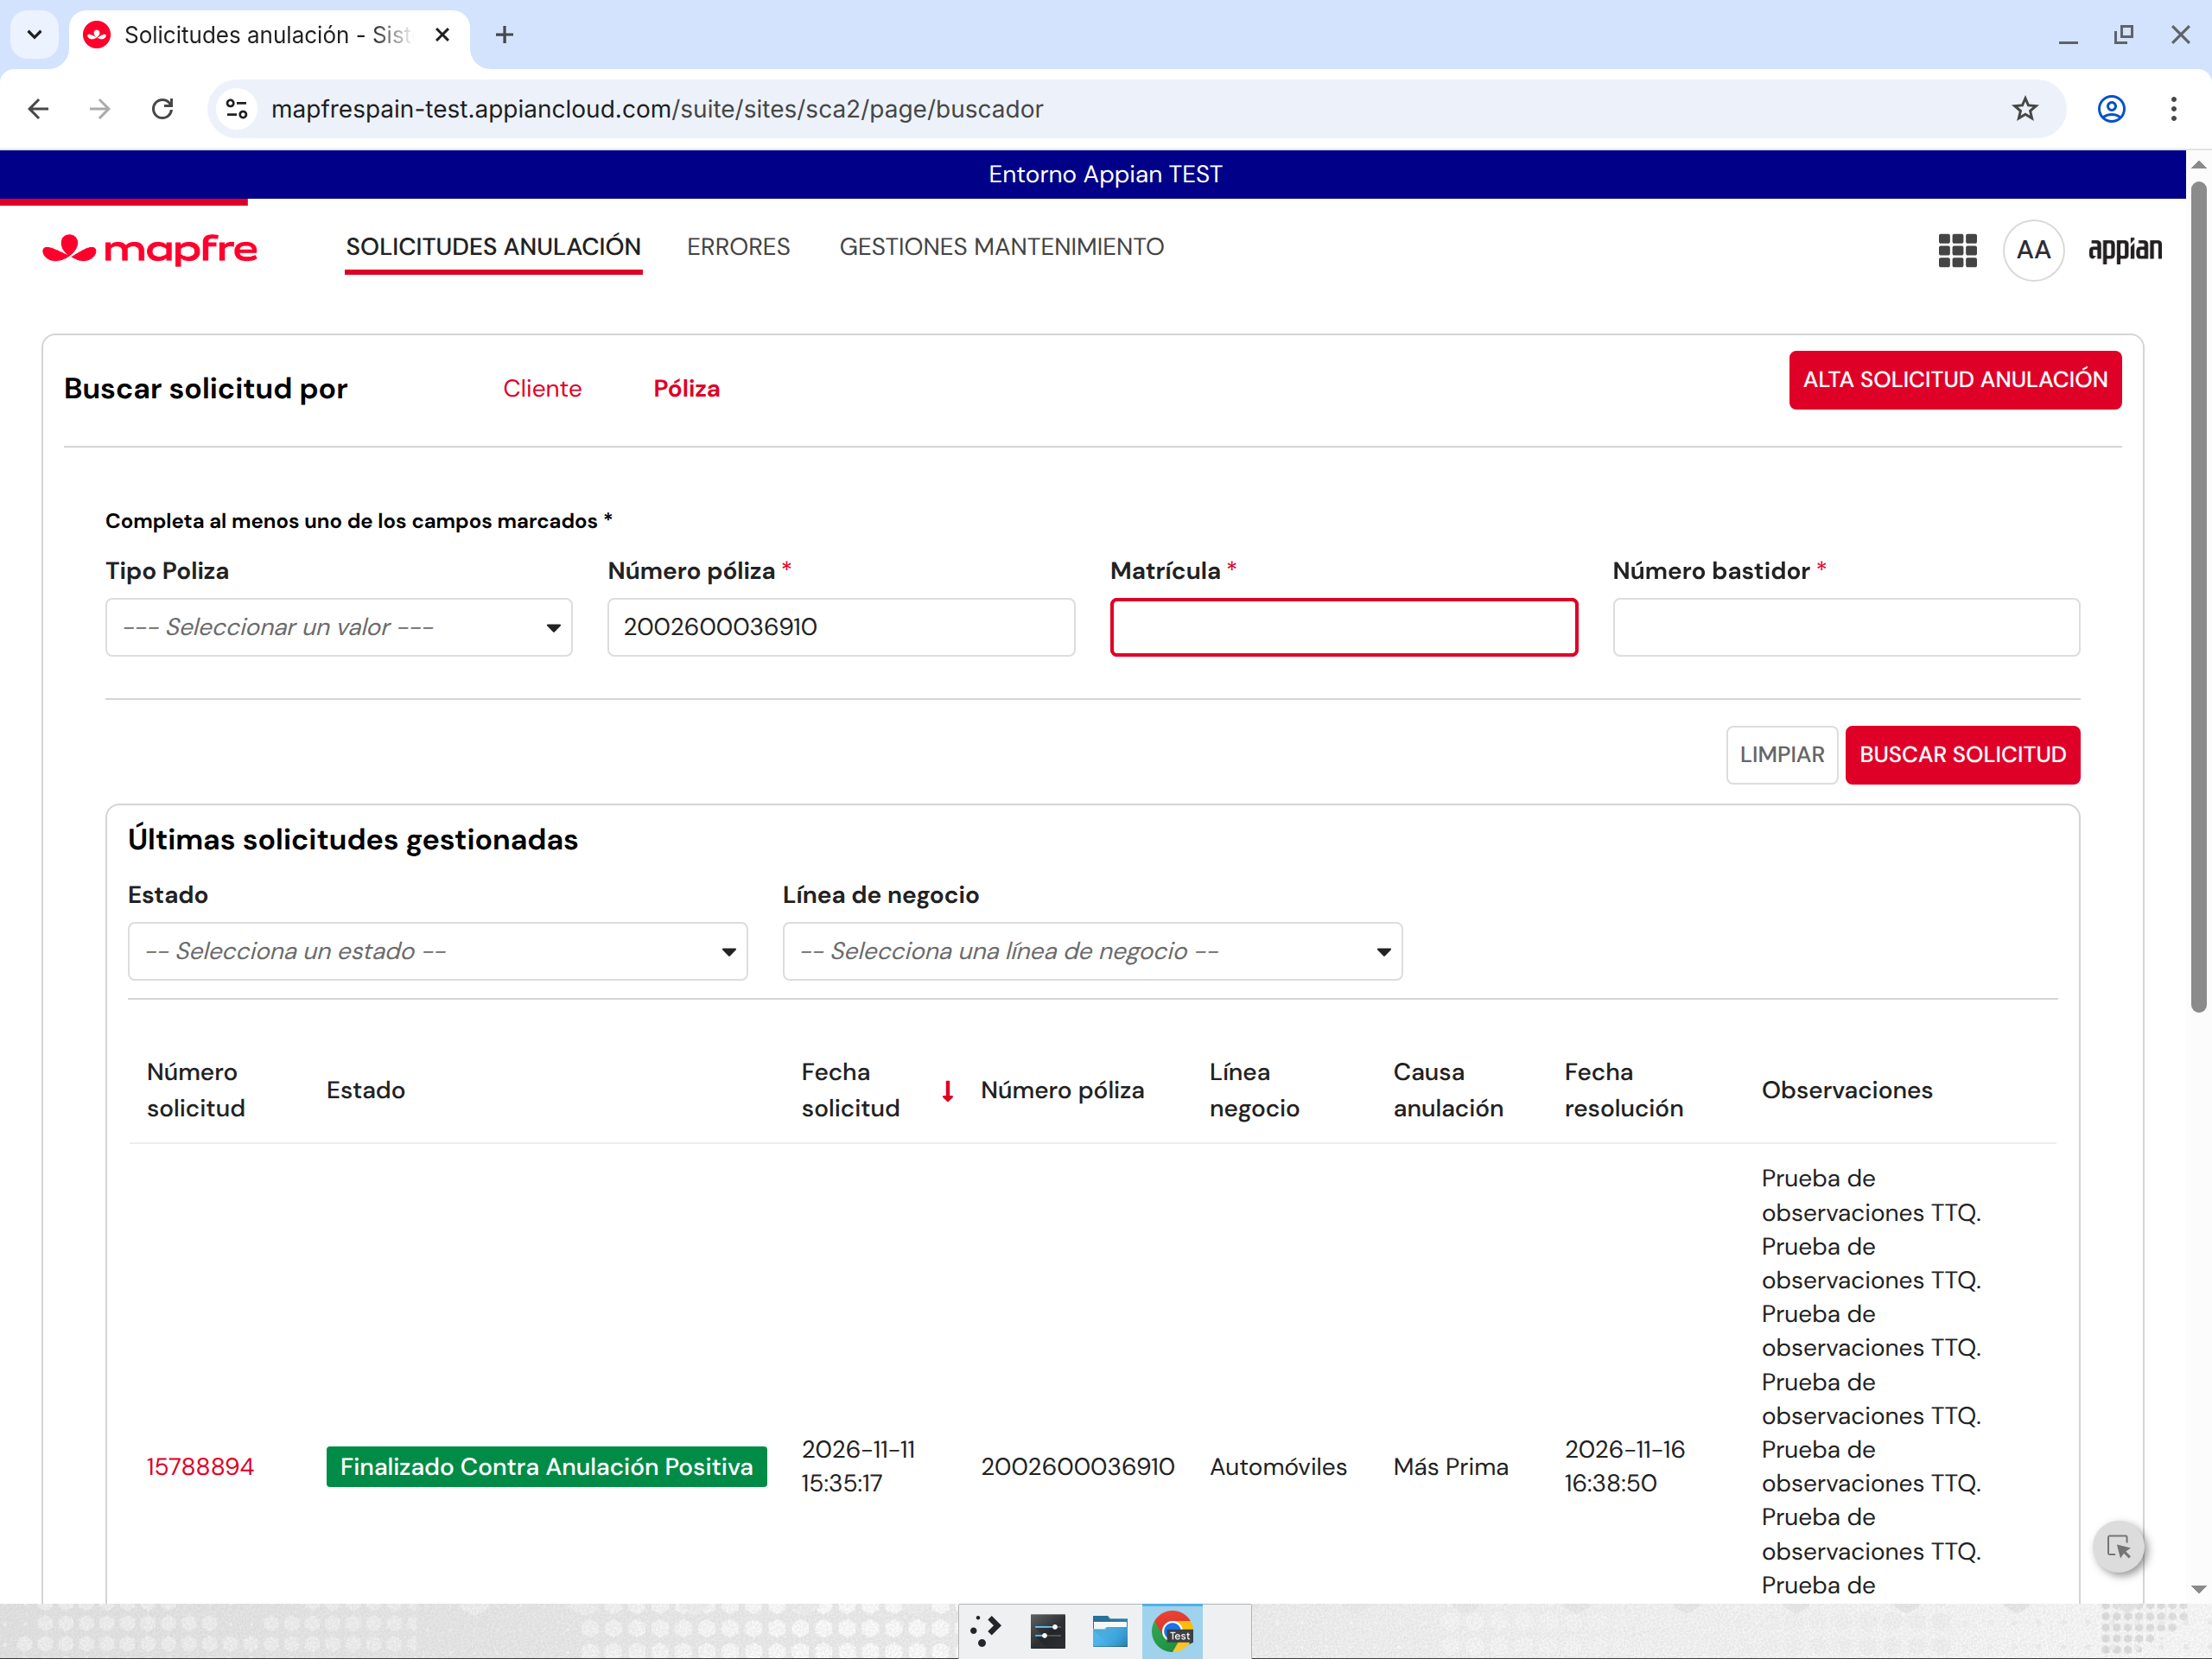 Solicitudes anulación - Sist
mapfrespain-test.appiancloud.com/suite/sites/sca2/page/buscador
Entorno Appian TEST
mapfre
SOLICITUDES ANULACIÓN
ERRORES
GESTIONES MANTENIMIENTO
AA
appian
Buscar solicitud por
Cliente
Póliza
ALTA SOLICITUD ANULACIÓN
Completa al menos uno de los campos marcados *
Tipo Poliza
Número póliza *
Matrícula *
Número bastidor *
--- Seleccionar un valor ---
2002600036910
LIMPIAR
BUSCAR SOLICITUD
Últimas solicitudes gestionadas
Estado
Línea de negocio
-- Selecciona un estado --
-- Selecciona una línea de negocio --
Número solicitud
Estado
Fecha solicitud
Número póliza
Línea negocio
Causa anulación
Fecha resolución
Observaciones
15788894
Finalizado Contra Anulación Positiva
2026-11-11
15:35:17
2002600036910
Automóviles
Más Prima
2026-11-16
16:38:50
Prueba de
observaciones TTQ.
Prueba de
observaciones TTQ.
Prueba de
observaciones TTQ.
Prueba de
observaciones TTQ.
Prueba de
observaciones TTQ.
Prueba de
observaciones TTQ.
Prueba de
Test